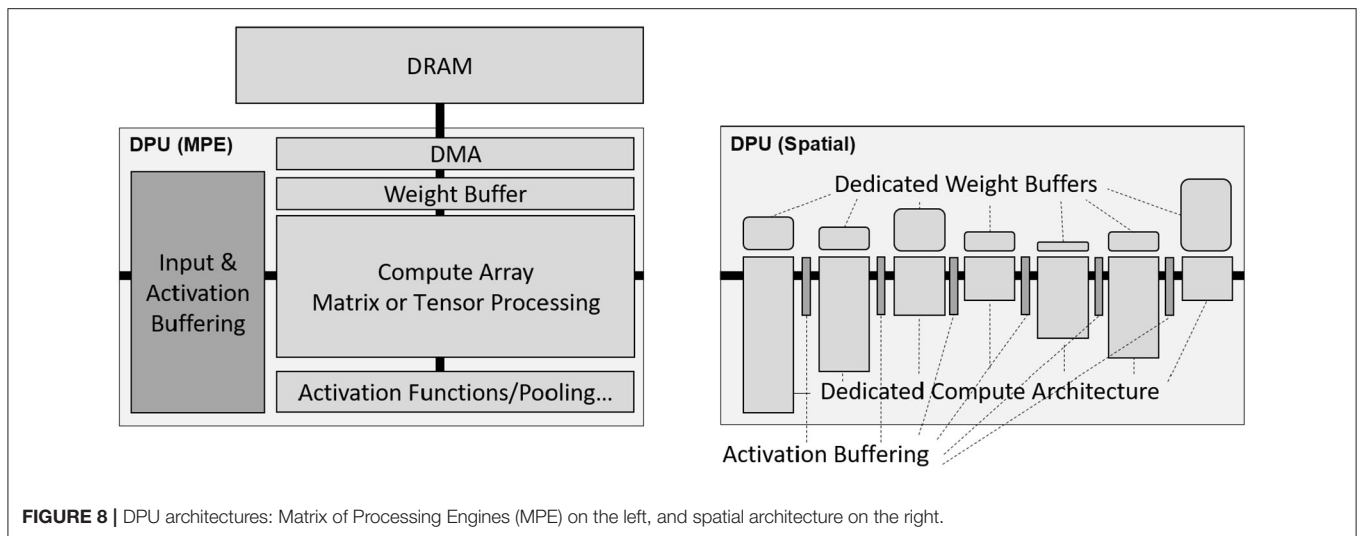 DRAM
DPU (MPE)
DMA
Weight Buffer
Input &
Activation
Buffering
Compute Array
Matrix or Tensor Processing
Activation Functions/Pooling...
DPU (Spatial)
Dedicated Weight Buffers
Dedicated Compute Architecture
Activation Buffering
FIGURE 8 | DPU architectures: Matrix of Processing Engines (MPE) on the left, and spatial architecture on the right.